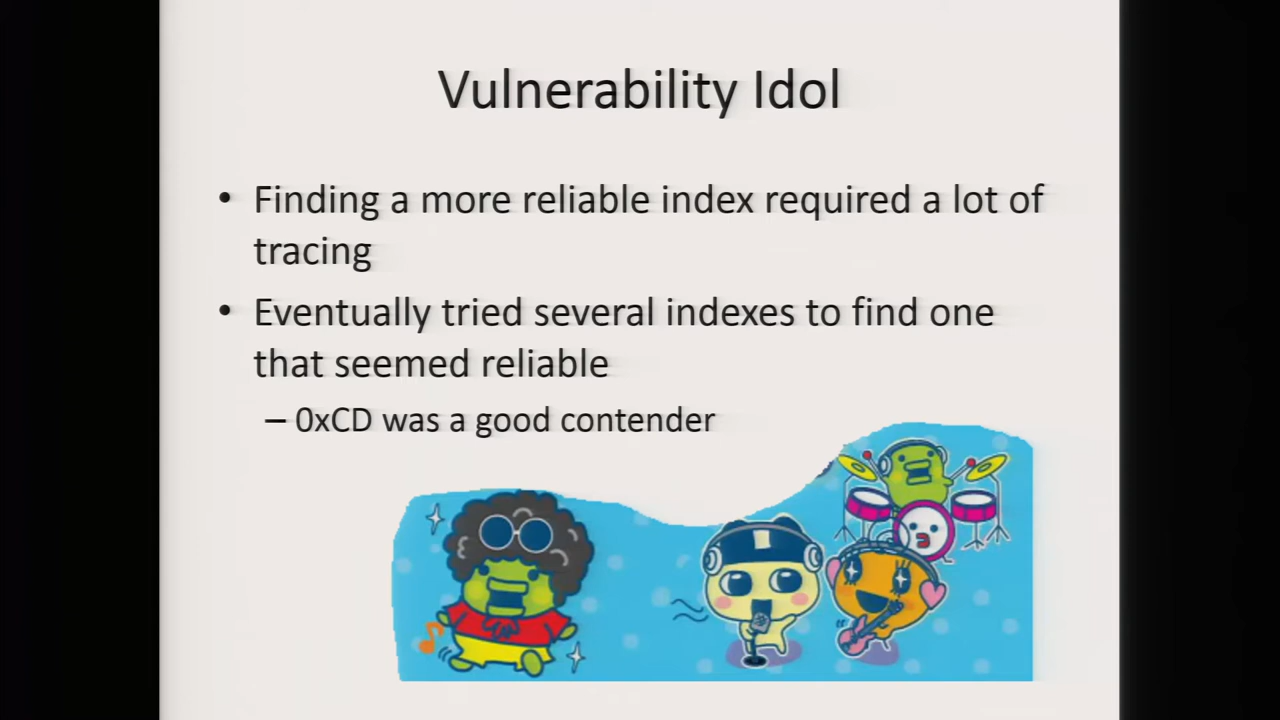 Vulnerability Idol
• Finding a more reliable index required a lot of
tracing
• Eventually tried several indexes to find one
that seemed reliable
– 0xCD was a good contender